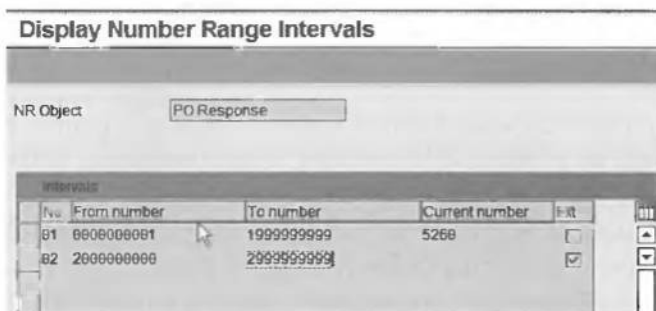 Display Number Range Intervals
NR Object PO Response
Intervals
No From number To number Current number Ext
01 0000000001 1999999999 5260
02 2000000000 2999999999